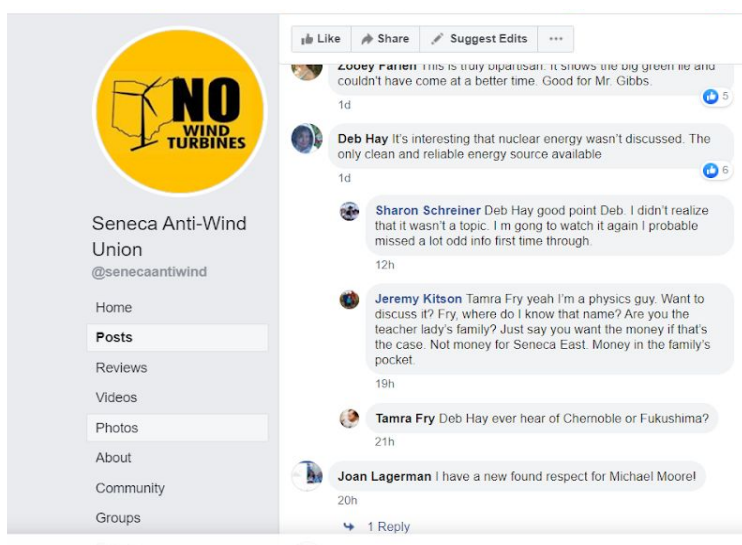 NO
WIND
TURBINES
Seneca Anti-Wind
Union
@senecaantiwind
Home
Posts
Reviews
Videos
Photos
About
Community
Groups
Like Share Suggest Edits ...
Zooey Farien This is truly bipartisan. It shows the big green lie and
couldn't have come at a better time. Good for Mr. Gibbs.
5
1d
Deb Hay It's interesting that nuclear energy wasn't discussed. The
only clean and reliable energy source available
6
1d
Sharon Schreiner Deb Hay good point Deb. I didn't realize
that it wasn't a topic. I m gong to watch it again I probable
missed a lot odd info first time through.
12h
Jeremy Kitson Tamra Fry yeah I'm a physics guy. Want to
discuss it? Fry, where do I know that name? Are you the
teacher lady's family? Just say you want the money if that's
the case. Not money for Seneca East. Money in the family's
pocket.
19h
Tamra Fry Deb Hay ever hear of Chernoble or Fukushima?
21h
Joan Lagerman I have a new found respect for Michael Moore!
20h
1 Reply